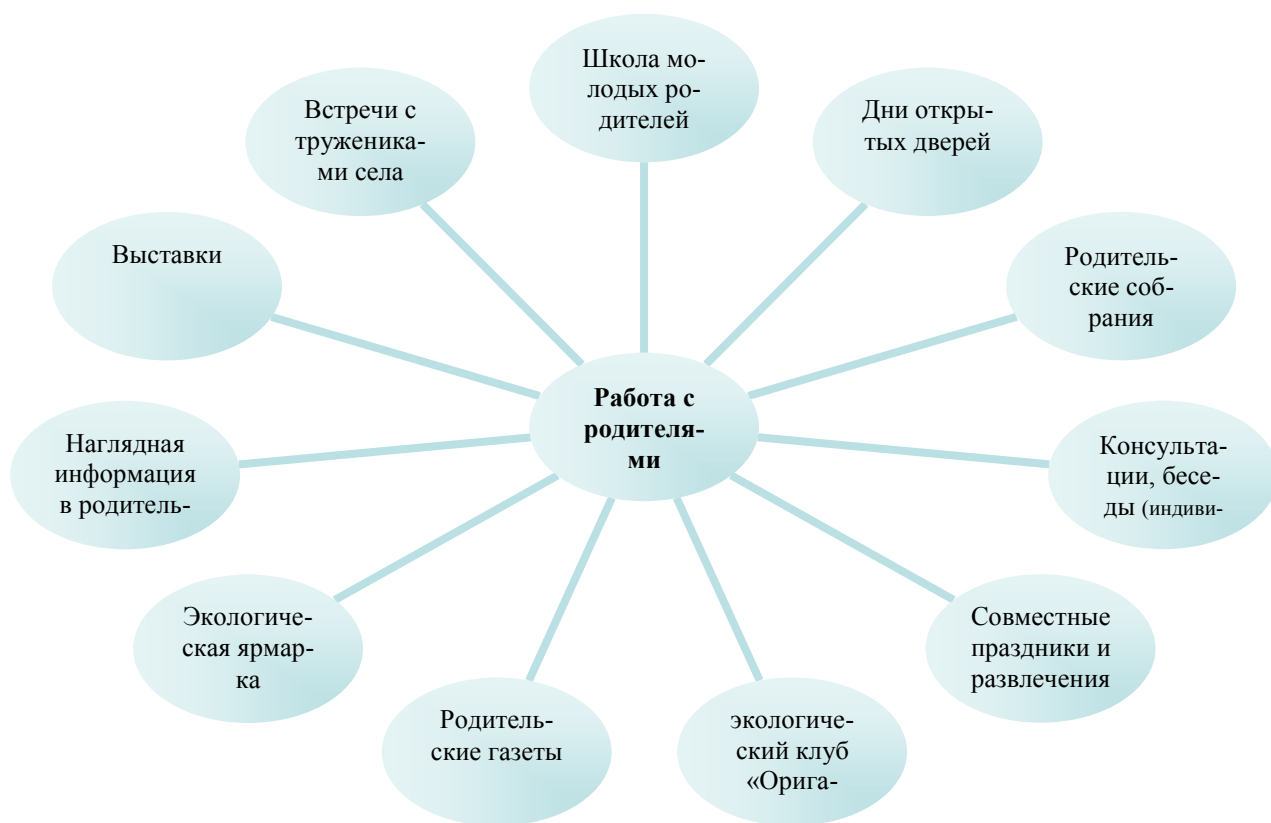 Школа мо-
лодых ро-
дителей
Дни откры-
тых дверей
Родитель-
ские соб-
рания
Консульта-
ции, бесе-
ды (индиви-
Совместные
праздники и
развлечения
экологиче-
ский клуб
«Орига-
Родитель-
ские газеты
Экологиче-
ская ярмар-
ка
Наглядная
информация
в родитель-
Выставки
Встречи с
труженика-
ми села
Работа с
родителя-
ми